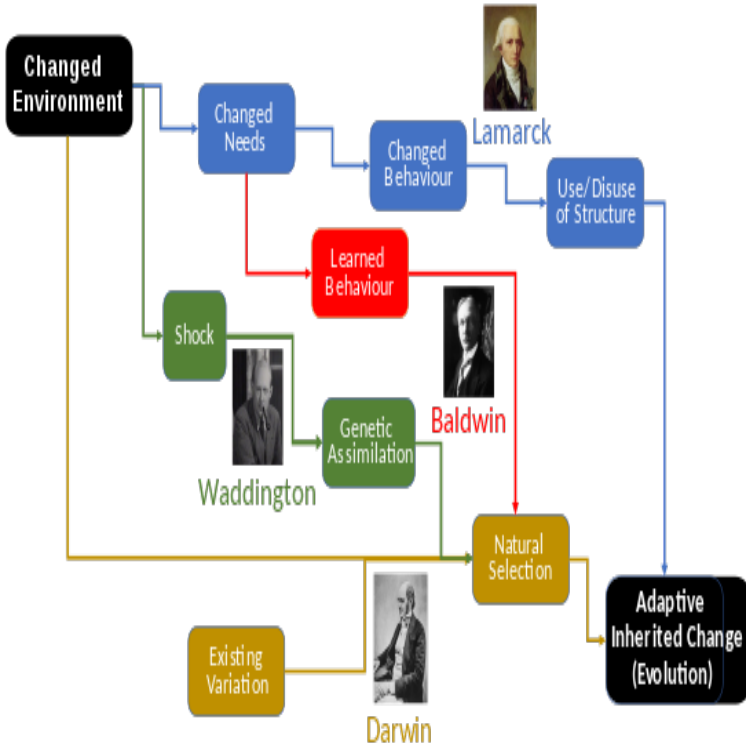 Changed
Environment
Changed
Needs
Changed
Behaviour
Lamarck
Use/Disuse
of Structure
Learned
Behaviour
Baldwin
Shock
Waddington
Genetic
Assimilation
Natural
Selection
Existing
Variation
Darwin
Adaptive
Inherited Change
(Evolution)